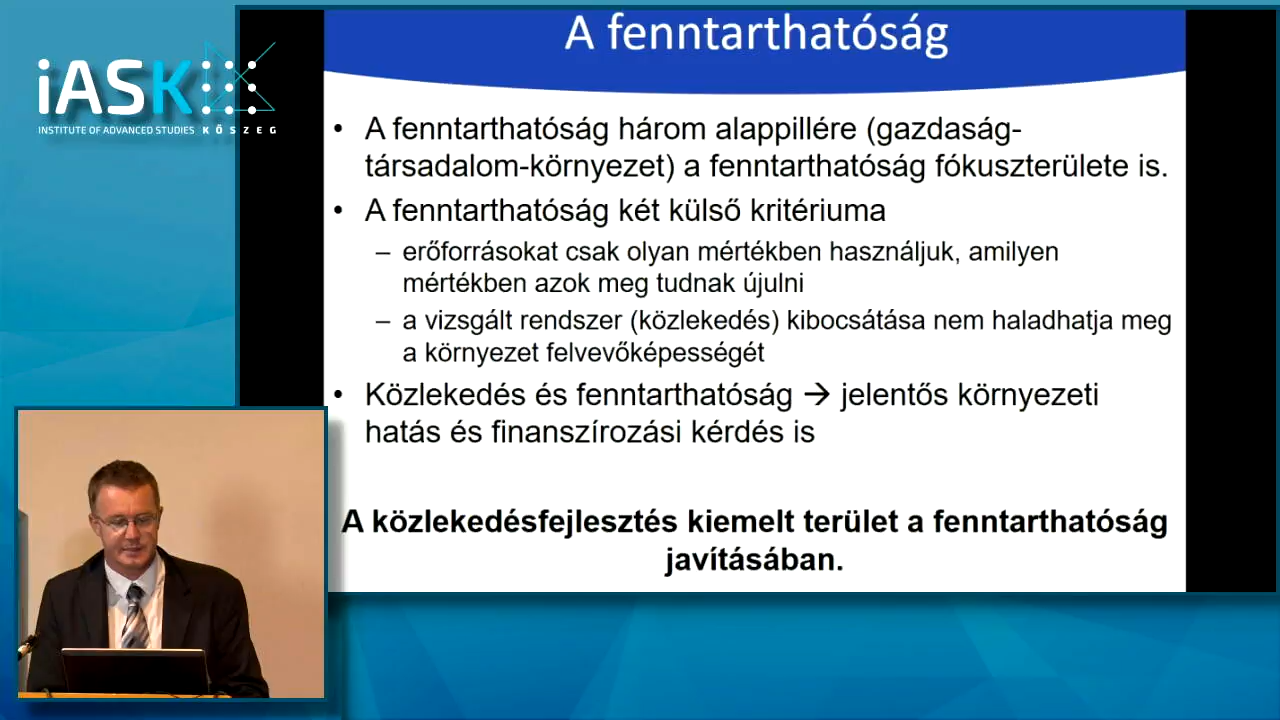 iASK
INSTITUTE OF ADVANCED STUDIES KŐSZEG
A fenntarthatóság
• A fenntarthatóság három alappillére (gazdaság-
társadalom-környezet) a fenntarthatóság fókuszterülete is.
• A fenntarthatóság két külső kritériuma
– erőforrásokat csak olyan mértékben használjuk, amilyen
mértékben azok meg tudnak újulni
– a vizsgált rendszer (közlekedés) kibocsátása nem haladhatja meg
a környezet felvevőképességét
• Közlekedés és fenntarthatóság → jelentős környezeti
hatás és finanszírozási kérdés is
A közlekedésfejlesztés kiemelt terület a fenntarthatóság
javításában.